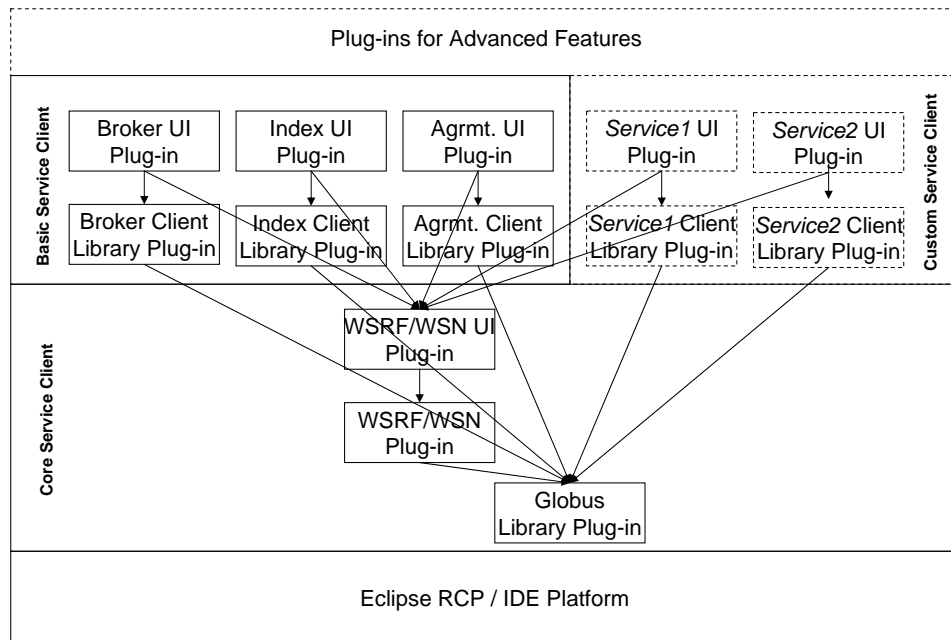 Plug-ins for Advanced Features
Basic Service Client
Broker UI
Plug-in
Index UI
Plug-in
Agrmt. UI
Plug-in
Service1 UI
Plug-in
Service2 UI
Plug-in
Custom Service Client
Broker Client
Library Plug-in
Index Client
Library Plug-in
Agrmt. Client
Library Plug-in
Service1 Client
Library Plug-in
Service2 Client
Library Plug-in
Core Service Client
WSRF/WSN UI
Plug-in
WSRF/WSN
Plug-in
Globus
Library Plug-in
Eclipse RCP / IDE Platform